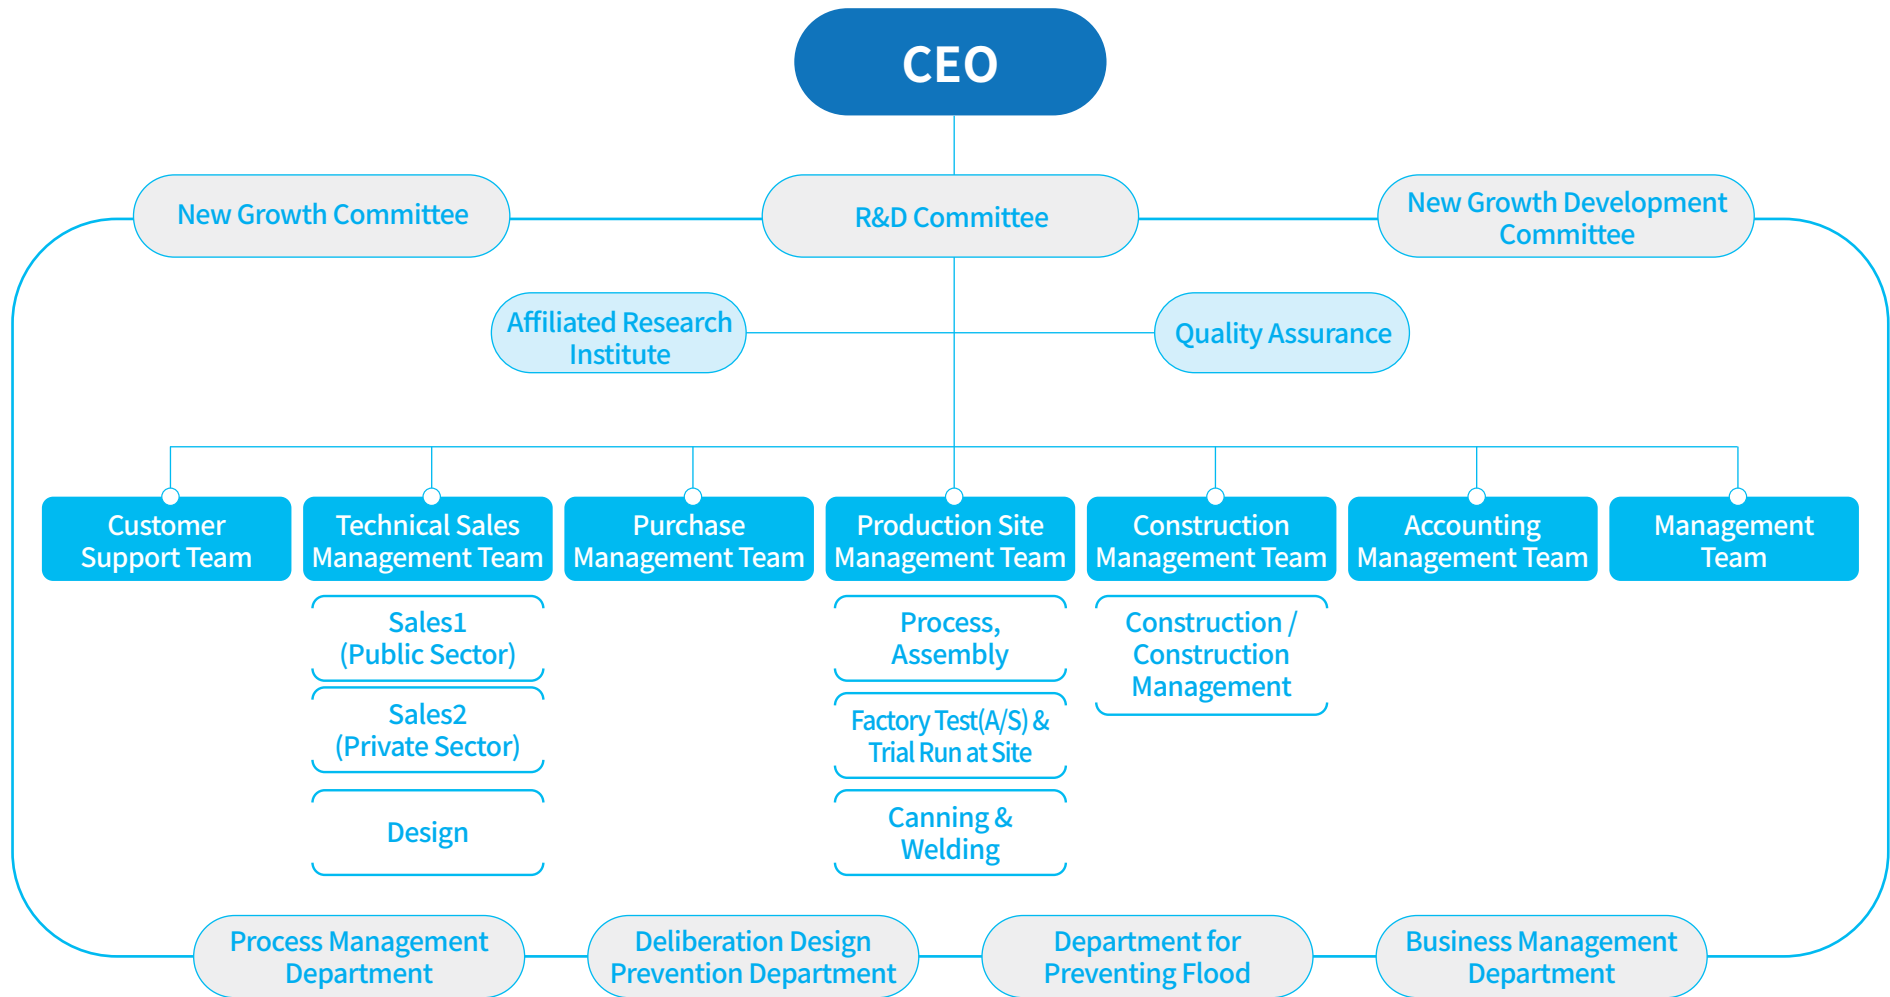 CEO
New Growth Committee
R&D Committee
New Growth Development
Committee
Affiliated Research
Institute
Quality Assurance
Customer
Support Team
Technical Sales
Management Team
Purchase
Management Team
Production Site
Management Team
Construction
Management Team
Accounting
Management Team
Management
Team
Sales1
(Public Sector)
Sales2
(Private Sector)
Design
Process,
Assembly
Factory Test(A/S) &
Trial Run at Site
Canning &
Welding
Construction /
Construction
Management
Process Management
Department
Deliberation Design
Prevention Department
Department for
Preventing Flood
Business Management
Department